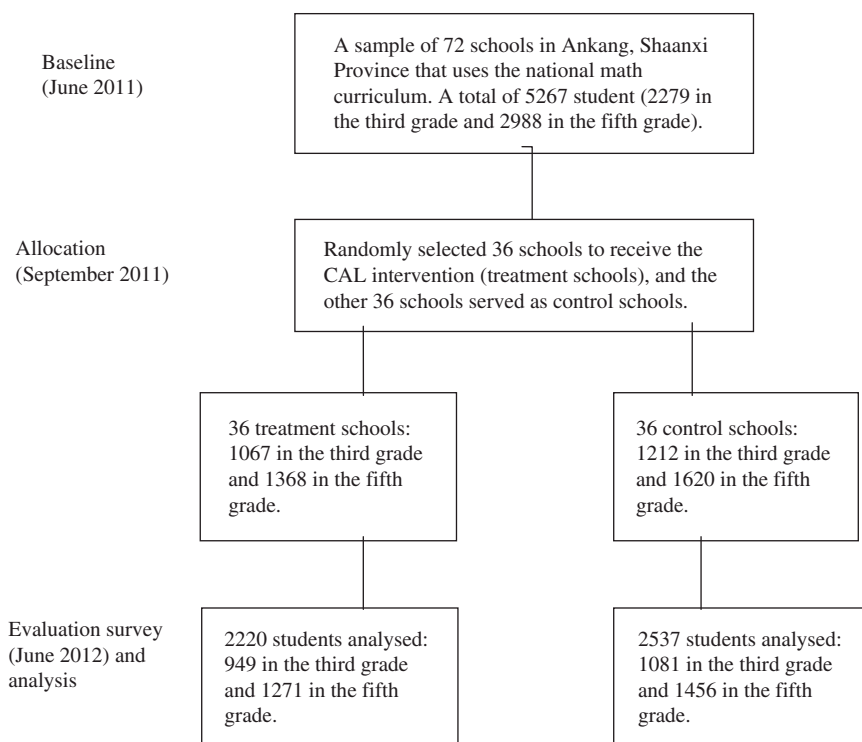 Baseline
(June 2011)
A sample of 72 schools in Ankang, Shaanxi
Province that uses the national math
curriculum. A total of 5267 student (2279 in
the third grade and 2988 in the fifth grade).
Allocation
(September 2011)
Randomly selected 36 schools to receive the
CAL intervention (treatment schools), and the
other 36 schools served as control schools.
36 treatment schools:
1067 in the third grade
and 1368 in the fifth
grade.
36 control schools:
1212 in the third grade
and 1620 in the fifth
grade.
Evaluation survey
(June 2012) and
analysis
2220 students analysed:
949 in the third grade
and 1271 in the fifth
grade.
2537 students analysed:
1081 in the third grade
and 1456 in the fifth
grade.